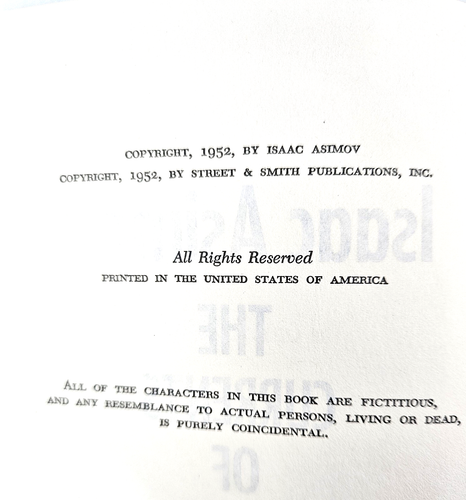 COPYRIGHT, 1952, BY ISAAC ASIMOV
COPYRIGHT, 1952, BY STREET & SMITH PUBLICATIONS, INC.
All Rights Reserved
PRINTED IN THE UNITED STATES OF AMERICA
ALL OF THE CHARACTERS IN THIS BOOK ARE FICTITIOUS,
AND ANY RESEMBLANCE TO ACTUAL PERSONS, LIVING OR DEAD,
IS PURELY COINCIDENTAL.